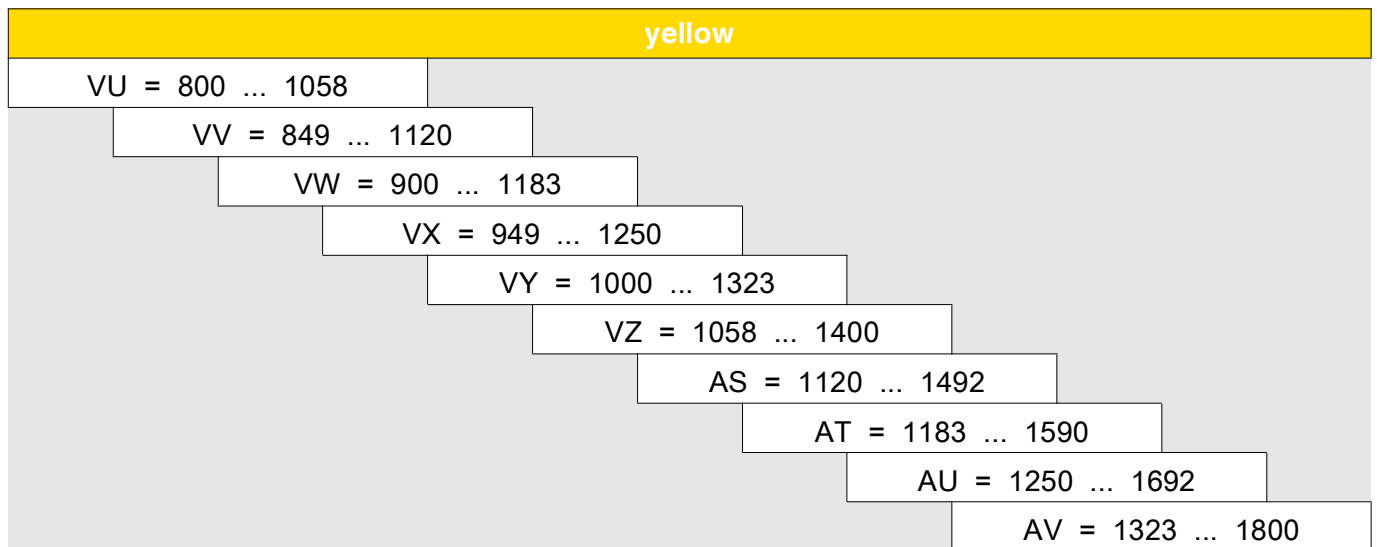 yellow
VU = 800 ... 1058
VV = 849 ... 1120
VW = 900 ... 1183
VX = 949 ... 1250
VY = 1000 ... 1323
VZ = 1058 ... 1400
AS = 1120 ... 1492
AT = 1183 ... 1590
AU = 1250 ... 1692
AV = 1323 ... 1800